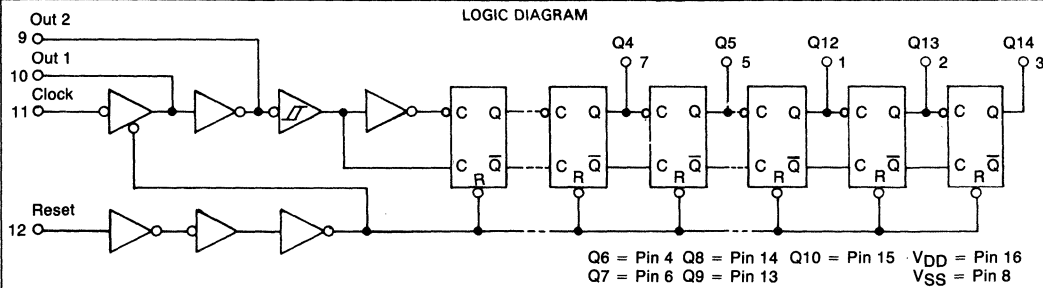 LOGIC DIAGRAM
Out 2
9
Out 1
10
Clock
11
Q4
7
Q5
5
Q12
1
Q13
2
Q14
3
C Q C Q C Q C Q C Q C Q
C Q̅ C Q̅ C Q̅ C Q̅ C Q̅ C Q̅
R R R R R R
Reset
12
Q6 = Pin 4 Q8 = Pin 14 Q10 = Pin 15 VDD = Pin 16
Q7 = Pin 6 Q9 = Pin 13 VSS = Pin 8